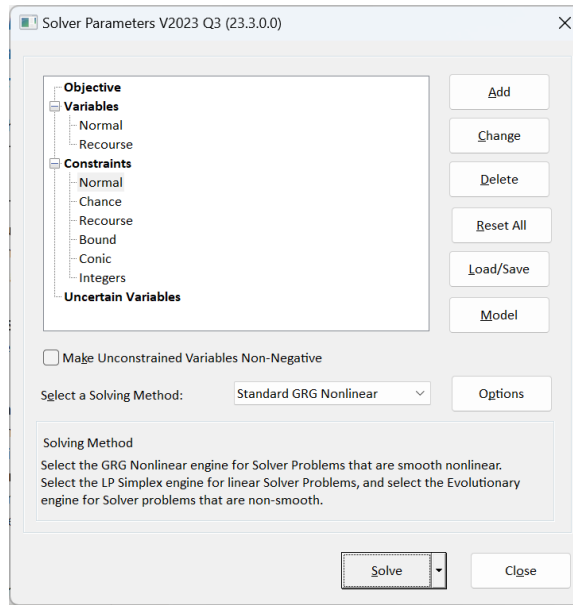 Solver Parameters V2023 Q3 (23.3.0.0)
Objective
Variables
Normal
Recourse
Constraints
Normal
Chance
Recourse
Bound
Conic
Integers
Uncertain Variables
Add
Change
Delete
Reset All
Load/Save
Model
Make Unconstrained Variables Non-Negative
Select a Solving Method:
Standard GRG Nonlinear
Options
Solving Method
Select the GRG Nonlinear engine for Solver Problems that are smooth nonlinear.
Select the LP Simplex engine for linear Solver Problems, and select the Evolutionary
engine for Solver problems that are non-smooth.
Solve
Close